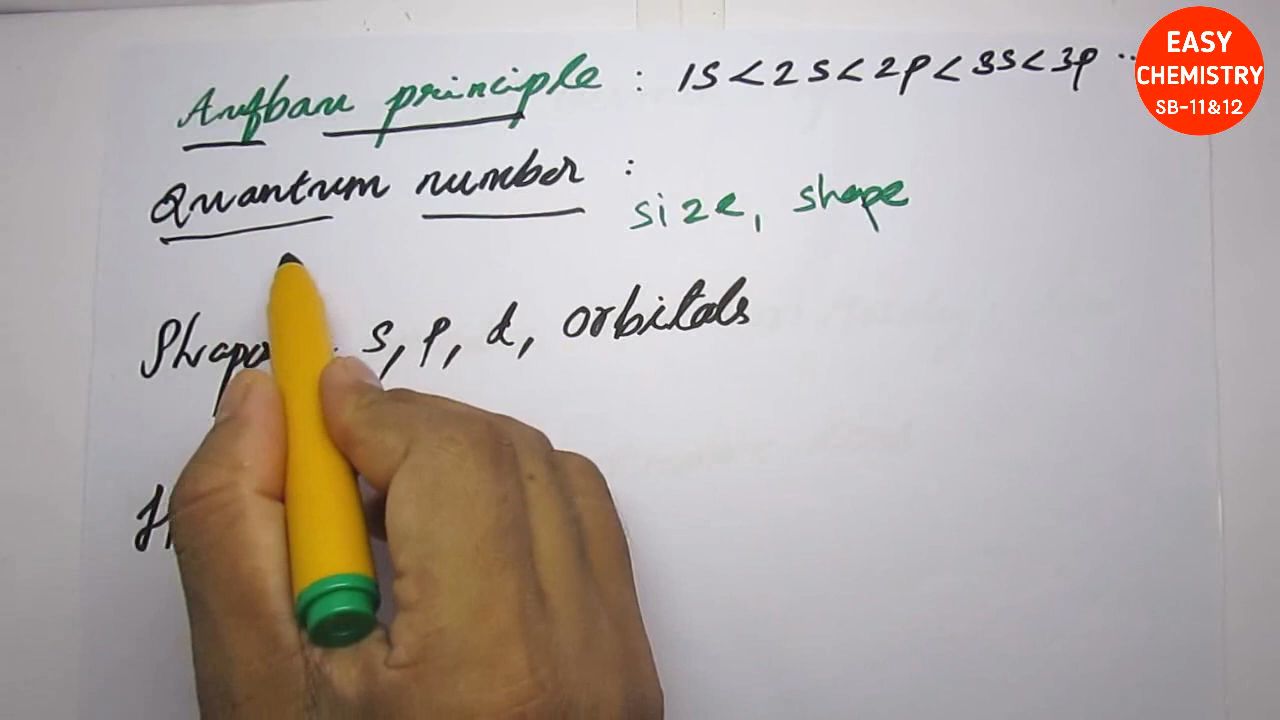 Aufbau principle : 1S < 2S < 2p < 3S < 3p ...
Quantum number :
size, shape
s, p, d, orbitals
EASY
CHEMISTRY
SB-11&12